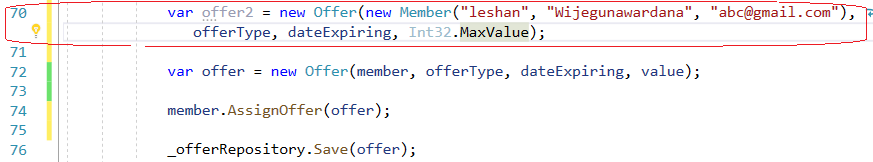 70 var offer2 = new Offer(new Member("leshan", "Wijegunawardana", "abc@gmail.com"),
offerType, dateExpiring, Int32.MaxValue);
71
72 var offer = new Offer(member, offerType, dateExpiring, value);
73
74 member.AssignOffer(offer);
75
76 _offerRepository.Save(offer);